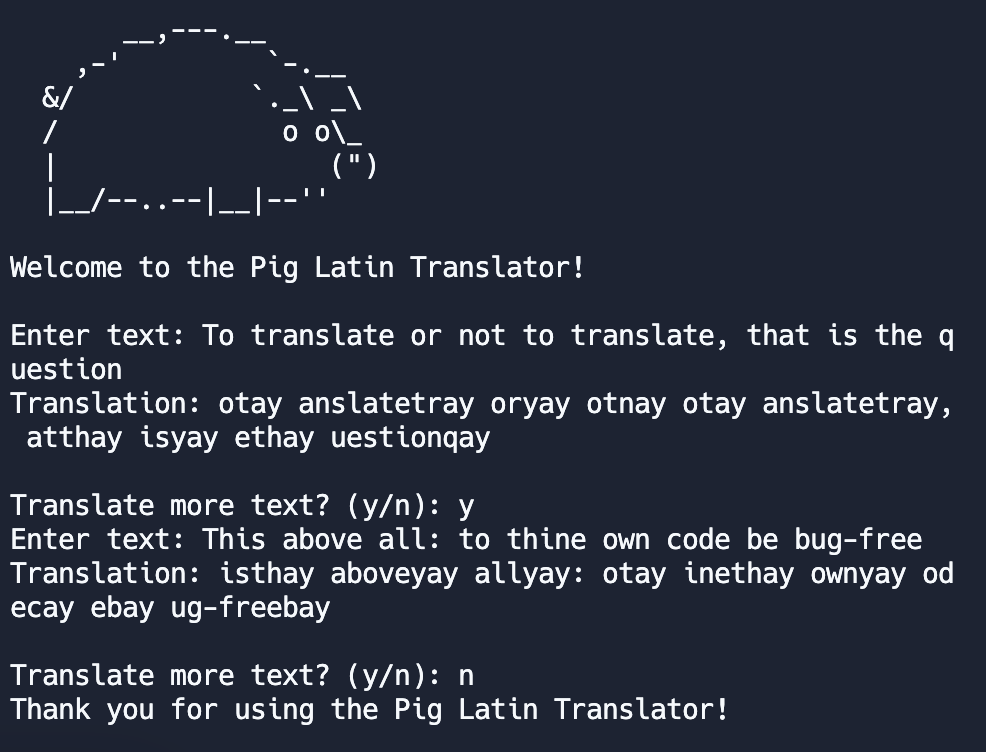 __,---.__
    ,-'         `-.__
  &/           `._\ _\
  /               o o\_
  |                 (")
  |__/--..--|__|--''

Welcome to the Pig Latin Translator!

Enter text: To translate or not to translate, that is the q
uestion
Translation: otay anslatetray oryay otnay otay anslatetray,
 atthay isyay ethay uestionqay

Translate more text? (y/n): y
Enter text: This above all: to thine own code be bug-free
Translation: isthay aboveyay allyay: otay inethay ownyay od
ecay ebay ug-freebay

Translate more text? (y/n): n
Thank you for using the Pig Latin Translator!